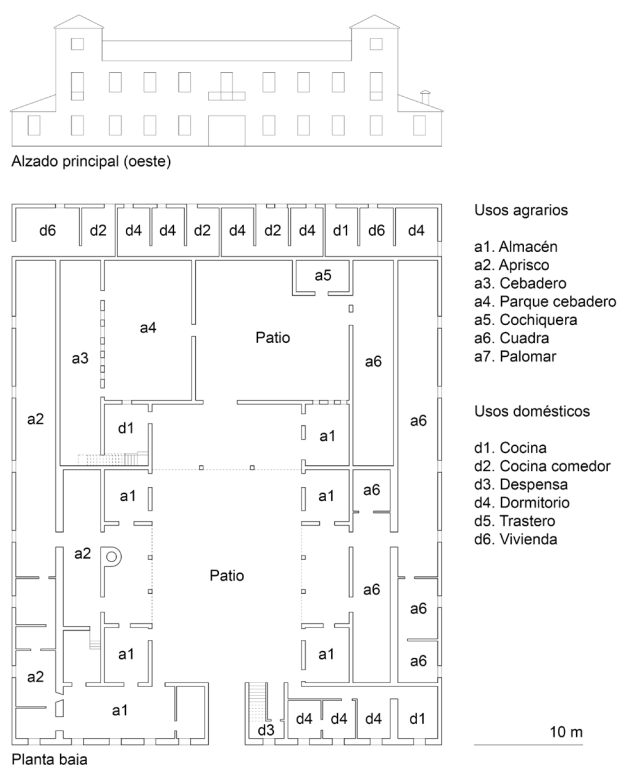 Alzado principal (oeste)
d6 d2 d4 d4 d2 d4 d2 d4 d1 d6 d4
a5
a4
Patio
a3
a6
a2
a6
d1
a1
a1
a1
a6
a2
Patio
a6
a6
a1
a1
a6
a2
a1
d4 d4 d4 d1
d3
Planta baja
Usos agrarios
a1. Almacén
a2. Aprisco
a3. Cebadero
a4. Parque cebadero
a5. Cochiquera
a6. Cuadra
a7. Palomar
Usos domésticos
d1. Cocina
d2. Cocina comedor
d3. Despensa
d4. Dormitorio
d5. Trastero
d6. Vivienda
10 m